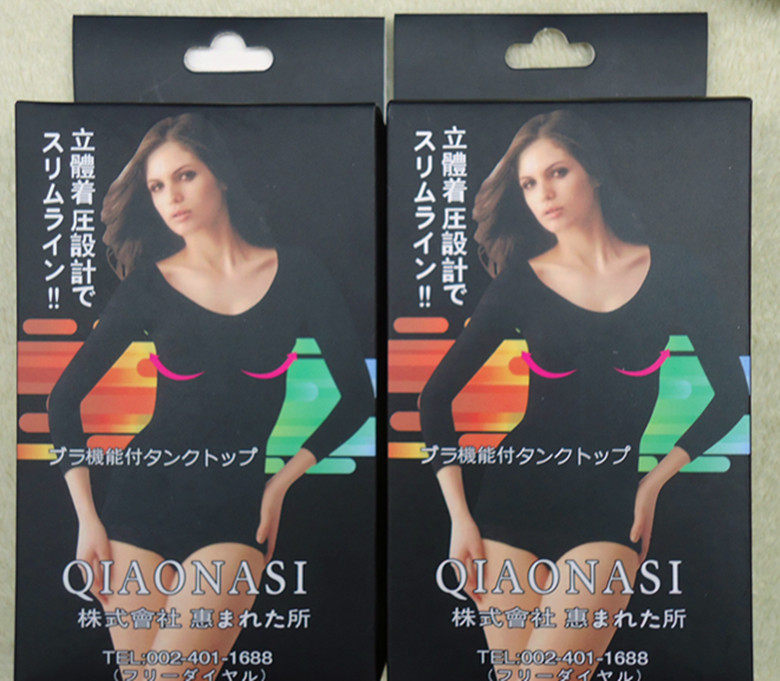 立體着圧設計で
スリムライン!!
ブラ機能付タンクトップ
QIAONASI
株式會社 惠まれた所
TEL:002-401-1688
(フリーダイヤル)
立體着圧設計で
スリムライン!!
ブラ機能付タンクトップ
QIAONASI
株式會社 惠まれた所
TEL:002-401-1688
(フリーダイヤル)